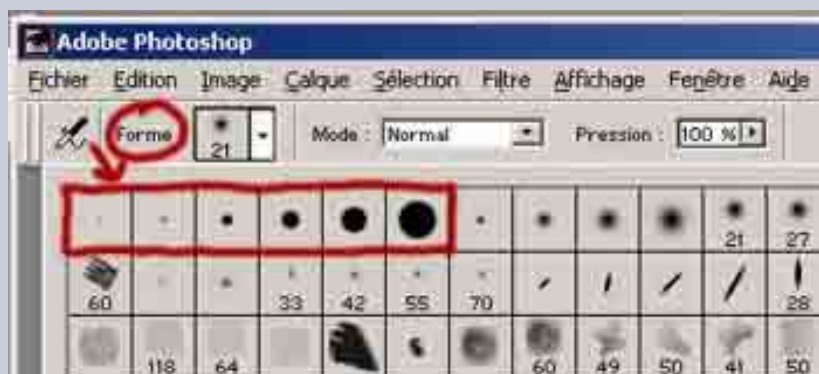 Adobe Photoshop
Fichier Edition Image Calque Sélection Filtre Affichage Fenêtre Aide
Forme 21 Mode : Normal Pression : 100 %
21 27
60 33 42 55 70 28
118 64 60 49 50 41 50